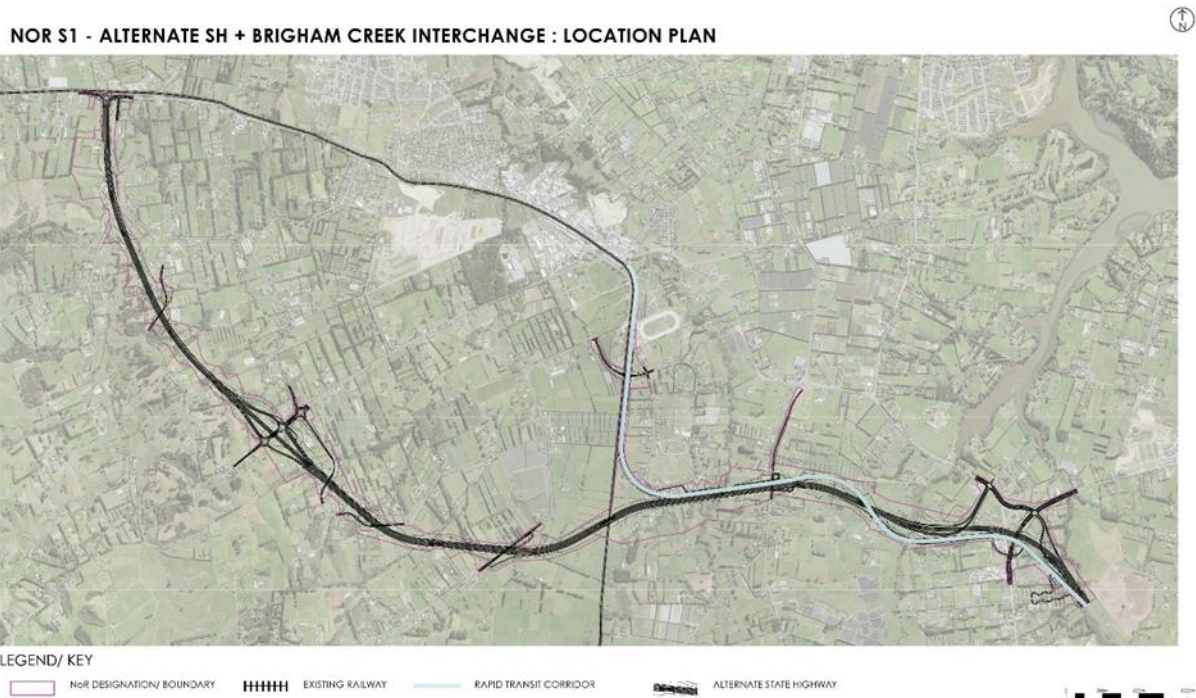 N
NOR S1 - ALTERNATE SH + BRIGHAM CREEK INTERCHANGE : LOCATION PLAN
LEGEND/ KEY
NoR DESIGNATION/ BOUNDARY EXISTING RAILWAY RAPID TRANSIT CORRIDOR ALTERNATE STATE HIGHWAY